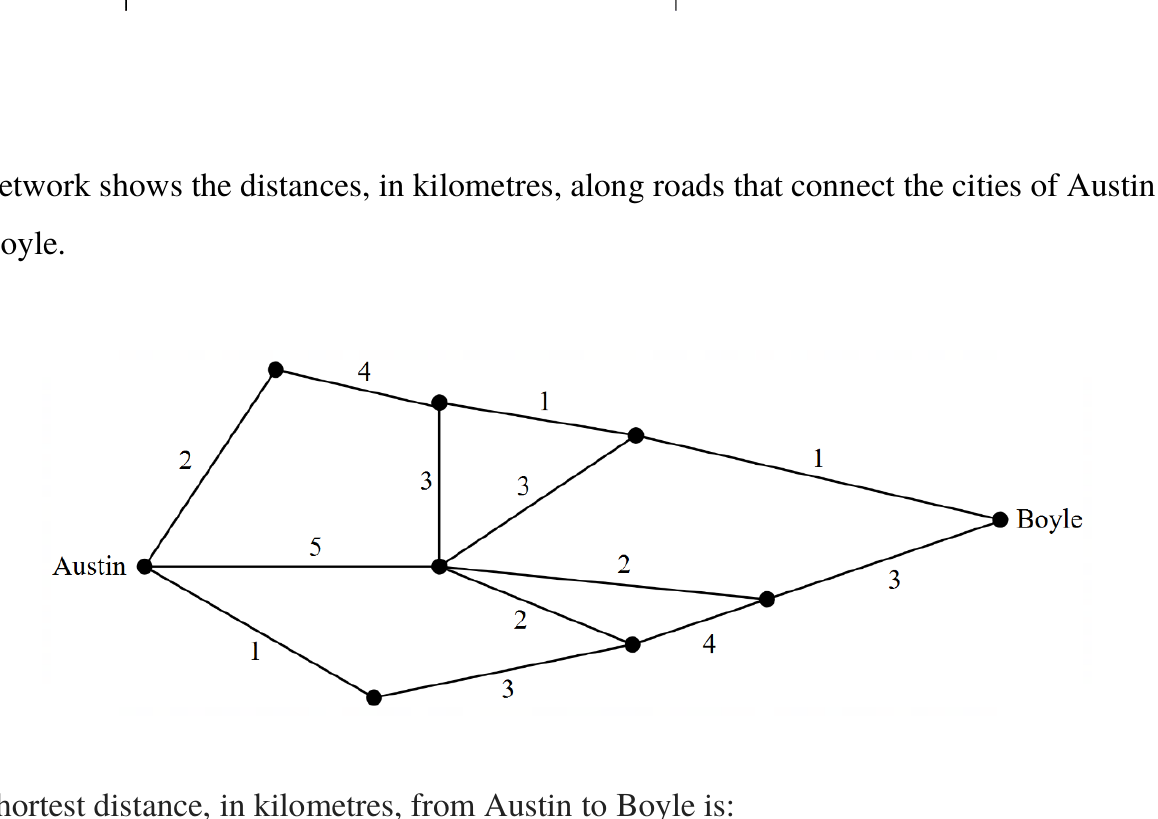 etwork shows the distances, in kilometres, along roads that connect the cities of Austin
oyle.
4
1
2
1
3
3
Boyle
5
Austin
2
3
2
4
1
3
hortest distance, in kilometres, from Austin to Boyle is: